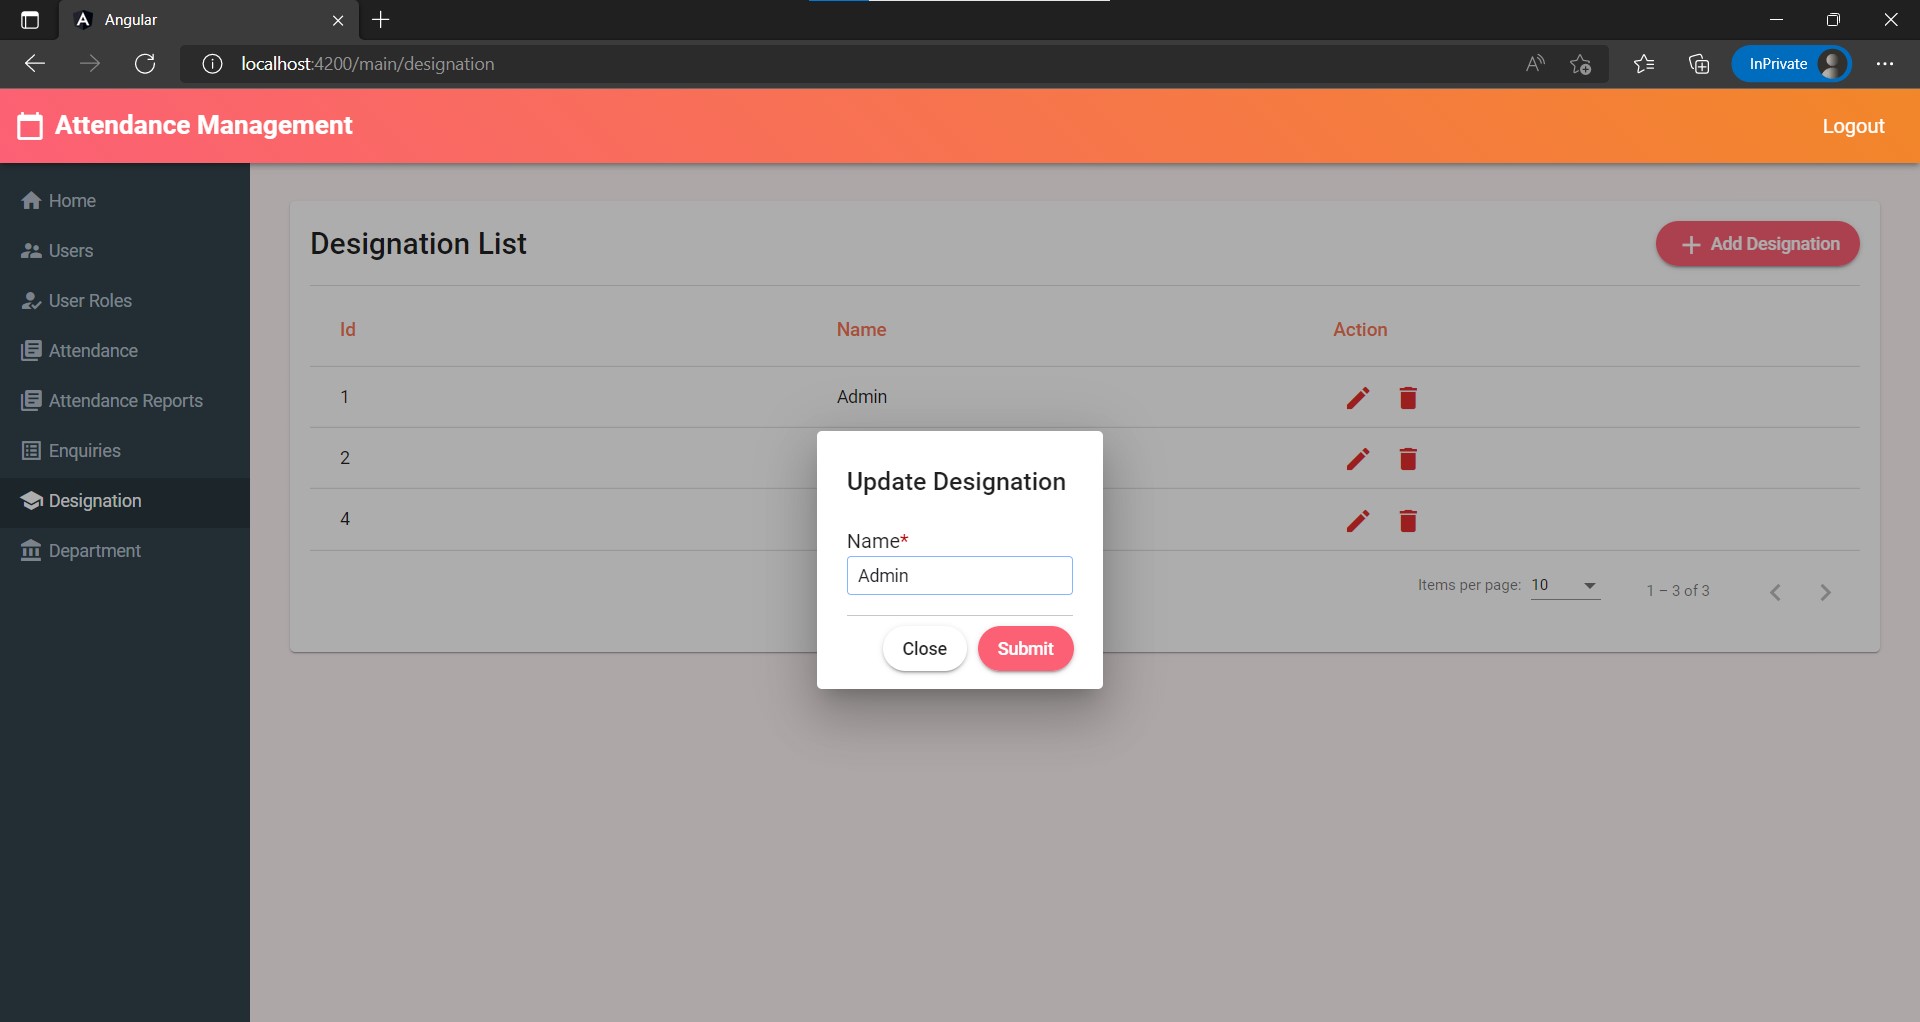 Angular
localhost:4200/main/designation
InPrivate
Attendance Management
Logout
Home
Users
User Roles
Attendance
Attendance Reports
Enquiries
Designation
Department
Designation List
Add Designation
Id Name Action
1 Admin
2
4
Items per page: 10
1 – 3 of 3
Update Designation
Name*
Admin
Close Submit